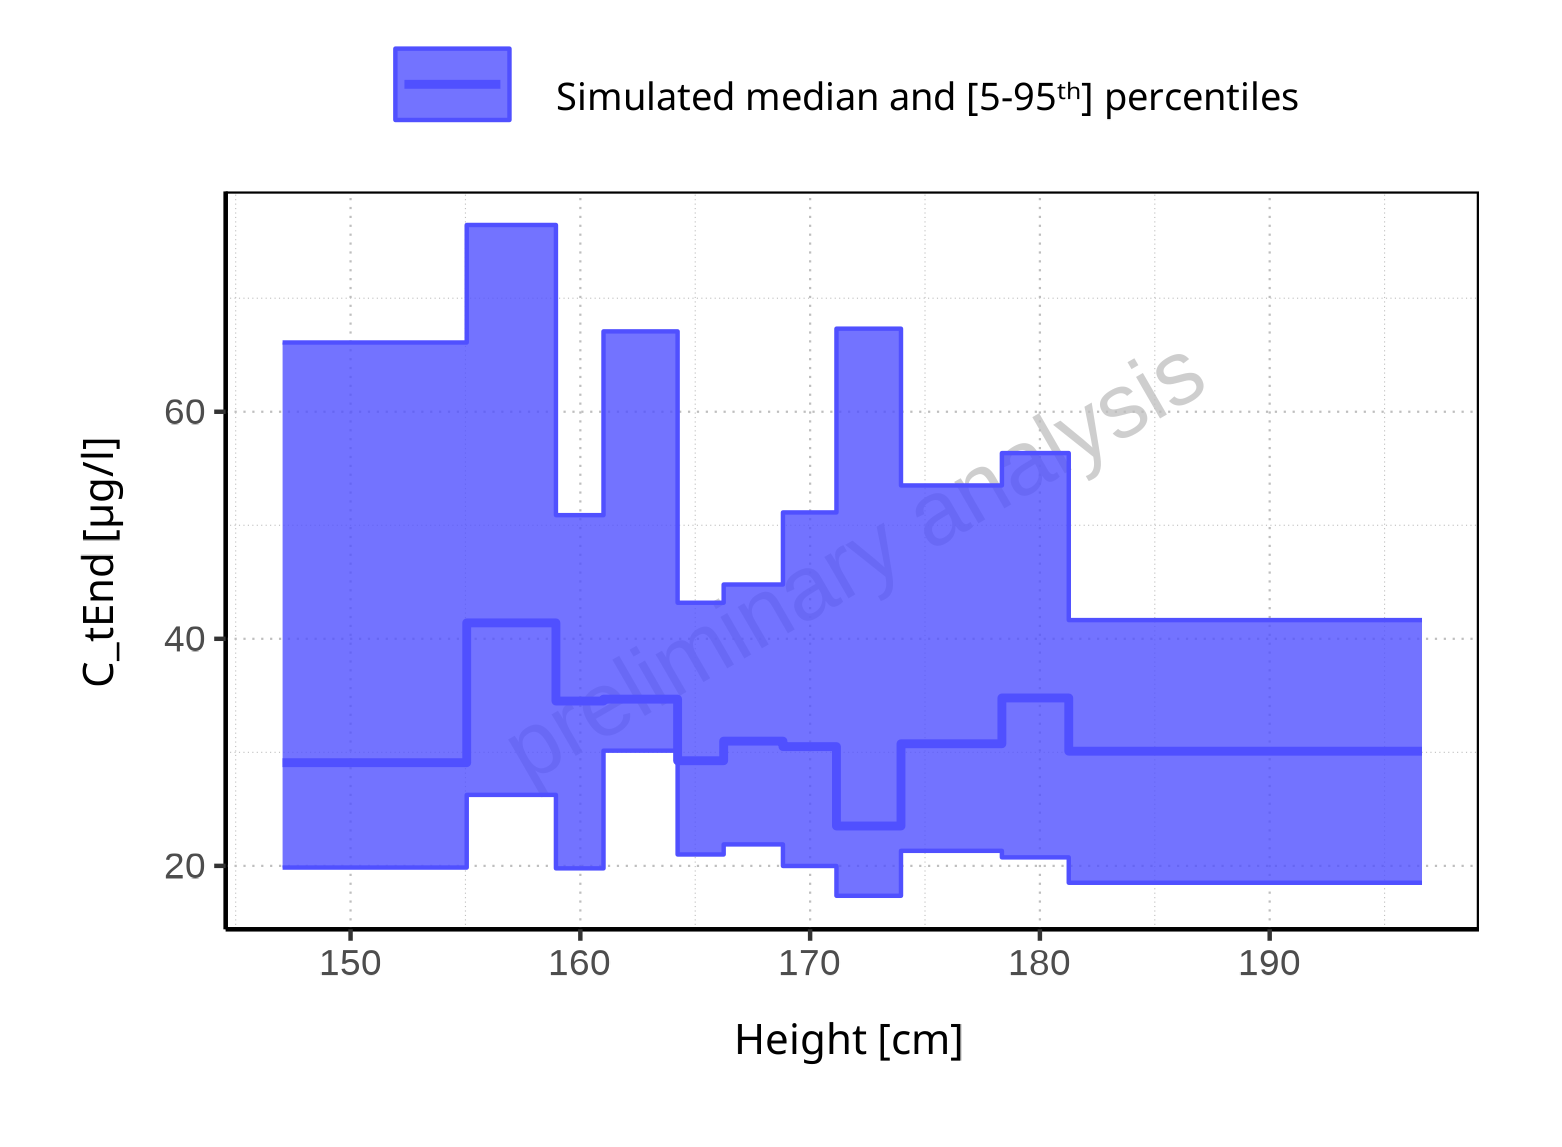 Simulated median and [5-95ᵗʰ] percentiles
60
40
20
C_tEnd [µg/l]
preliminary analysis
150 160 170 180 190
Height [cm]